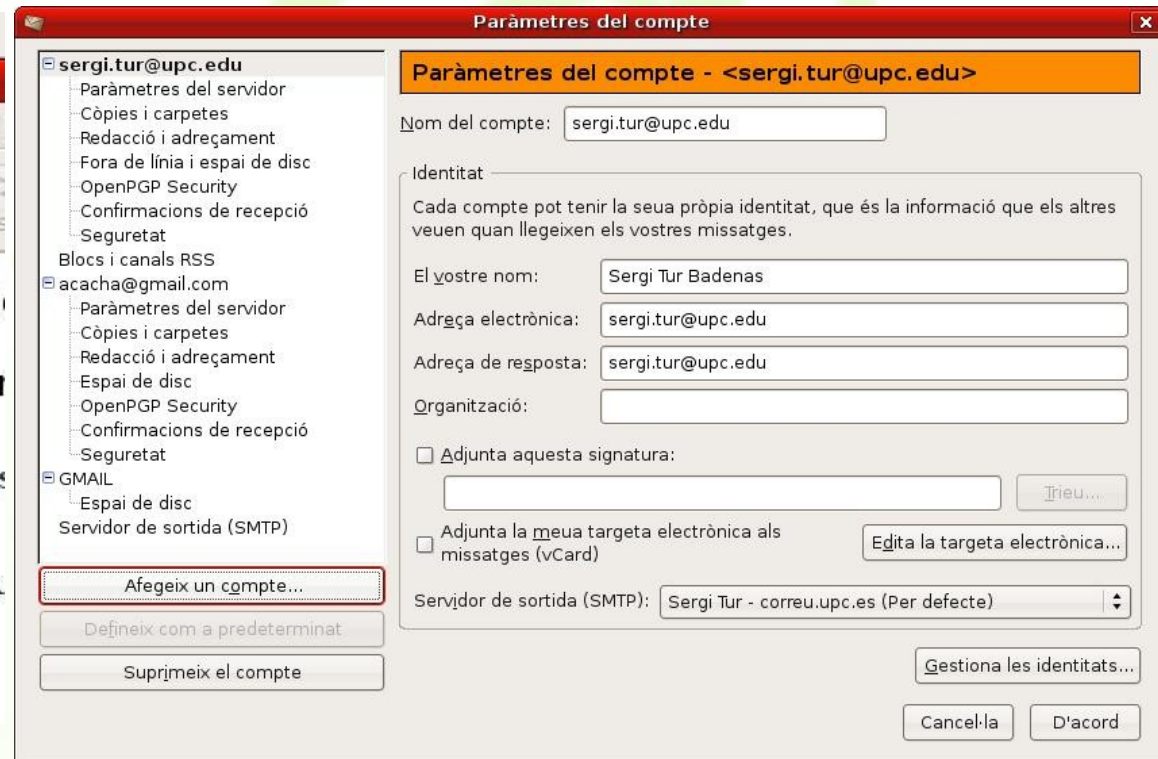 Paràmetres del compte
sergi.tur@upc.edu
Paràmetres del servidor
Còpies i carpetes
Redacció i adreçament
Fora de línia i espai de disc
OpenPGP Security
Confirmacions de recepció
Seguretat
Blocs i canals RSS
acacha@gmail.com
Paràmetres del servidor
Còpies i carpetes
Redacció i adreçament
Espai de disc
OpenPGP Security
Confirmacions de recepció
Seguretat
GMAIL
Espai de disc
Servidor de sortida (SMTP)
Afegeix un compte...
Defineix com a predeterminat
Suprimeix el compte
Paràmetres del compte - <sergi.tur@upc.edu>
Nom del compte: sergi.tur@upc.edu
Identitat
Cada compte pot tenir la seua pròpia identitat, que és la informació que els altres
veuen quan llegeixen els vostres missatges.
El vostre nom: Sergi Tur Badenas
Adreça electrònica: sergi.tur@upc.edu
Adreça de resposta: sergi.tur@upc.edu
Organització:
Adjunta aquesta signatura:
Trieu...
Adjunta la meua targeta electrònica als
missatges (vCard)
Edita la targeta electrònica...
Servidor de sortida (SMTP): Sergi Tur - correu.upc.es (Per defecte)
Gestiona les identitats...
Cancel·la D'acord